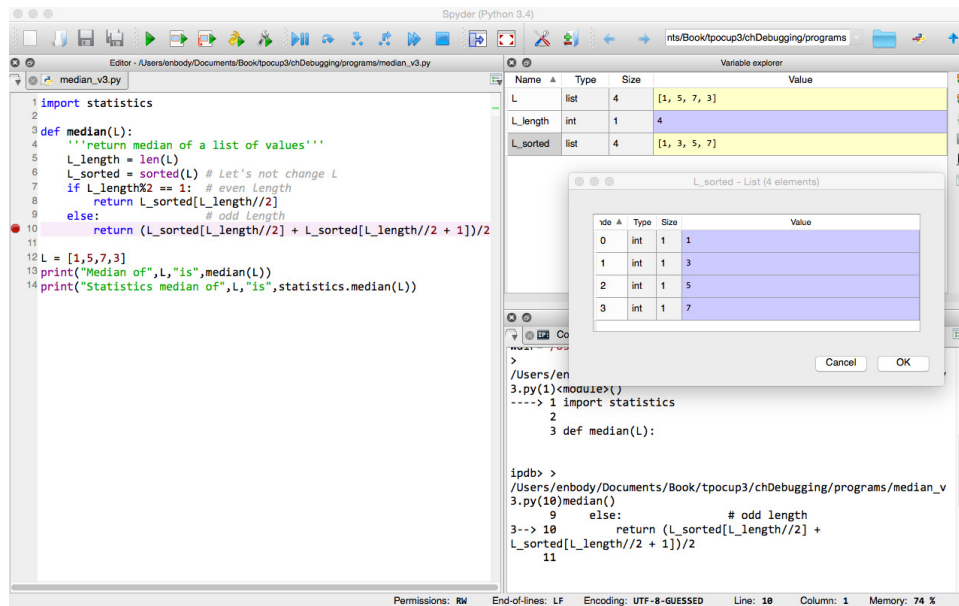 Spyder (Python 3.4)
nts/Book/tpocup3/chDebugging/programs
Editor - /Users/enbody/Documents/Book/tpocup3/chDebugging/programs/median_v3.py
median_v3.py
1 import statistics
2
3 def median(L):
4 '''return median of a list of values'''
5 L_length = len(L)
6 L_sorted = sorted(L) # Let's not change L
7 if L_length%2 == 1: # even Length
8 return L_sorted[L_length//2]
9 else: # odd length
10 return (L_sorted[L_length//2] + L_sorted[L_length//2 + 1])/2
11
12 L = [1,5,7,3]
13 print("Median of",L,"is",median(L))
14 print("Statistics median of",L,"is",statistics.median(L))
Variable explorer
Name Type Size Value
L list 4 [1, 5, 7, 3]
L_length int 1 4
L_sorted list 4 [1, 3, 5, 7]
L_sorted - List (4 elements)
nde Type Size Value
0 int 1 1
1 int 1 3
2 int 1 5
3 int 1 7
Cancel OK
IP Co
>
/Users/en
3.py(1)<module>()
----> 1 import statistics
2
3 def median(L):
ipdb> >
/Users/enbody/Documents/Book/tpocup3/chDebugging/programs/median_v
3.py(10)median()
9 else: # odd length
3--> 10 return (L_sorted[L_length//2] +
L_sorted[L_length//2 + 1])/2
11
Permissions: RW End-of-lines: LF Encoding: UTF-8-GUESSED Line: 10 Column: 1 Memory: 74 %